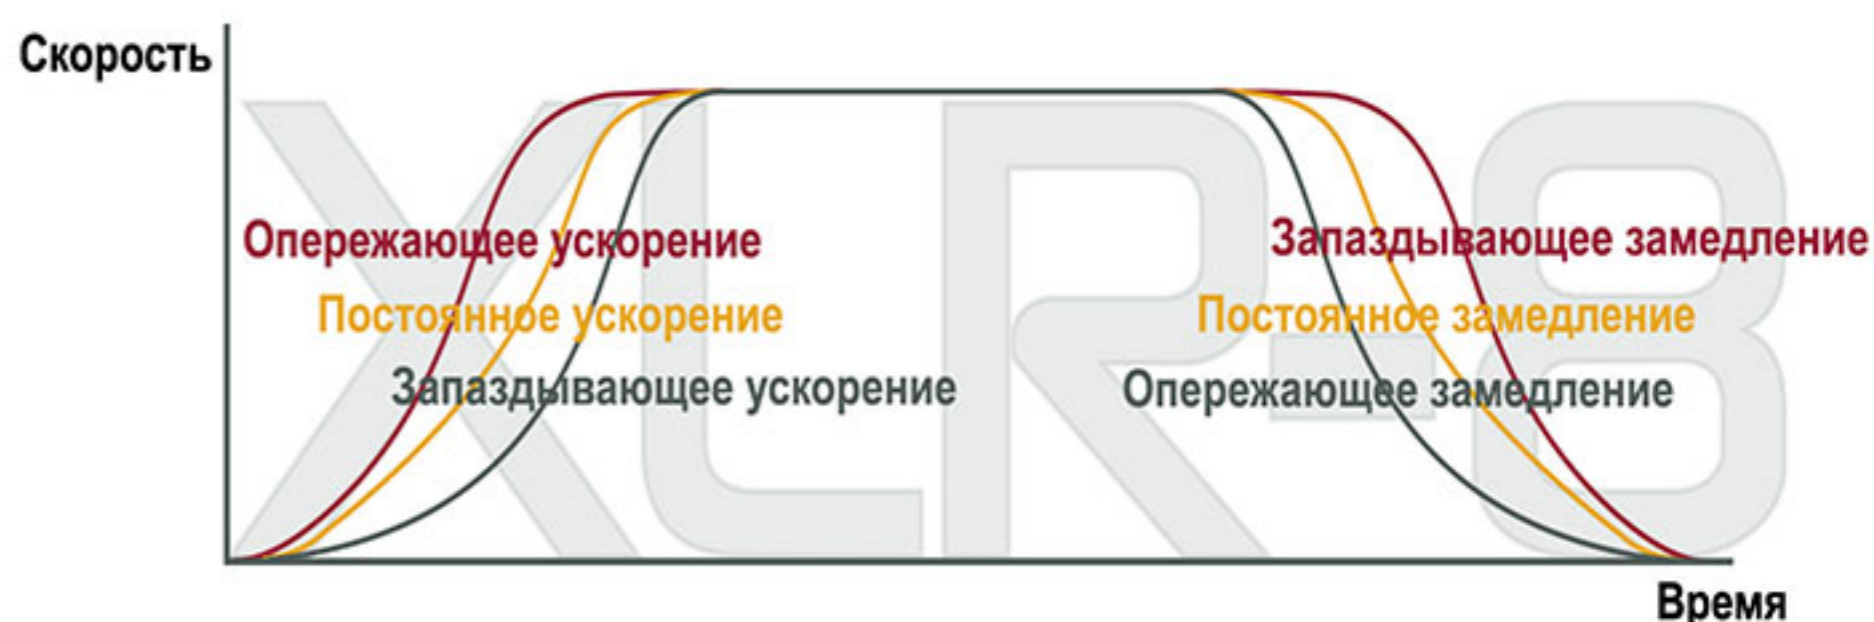 Скорость
XLR-8
Опережающее ускорение
Запаздывающее замедление
Постоянное ускорение
Постоянное замедление
Запаздывающее ускорение
Опережающее замедление
Время